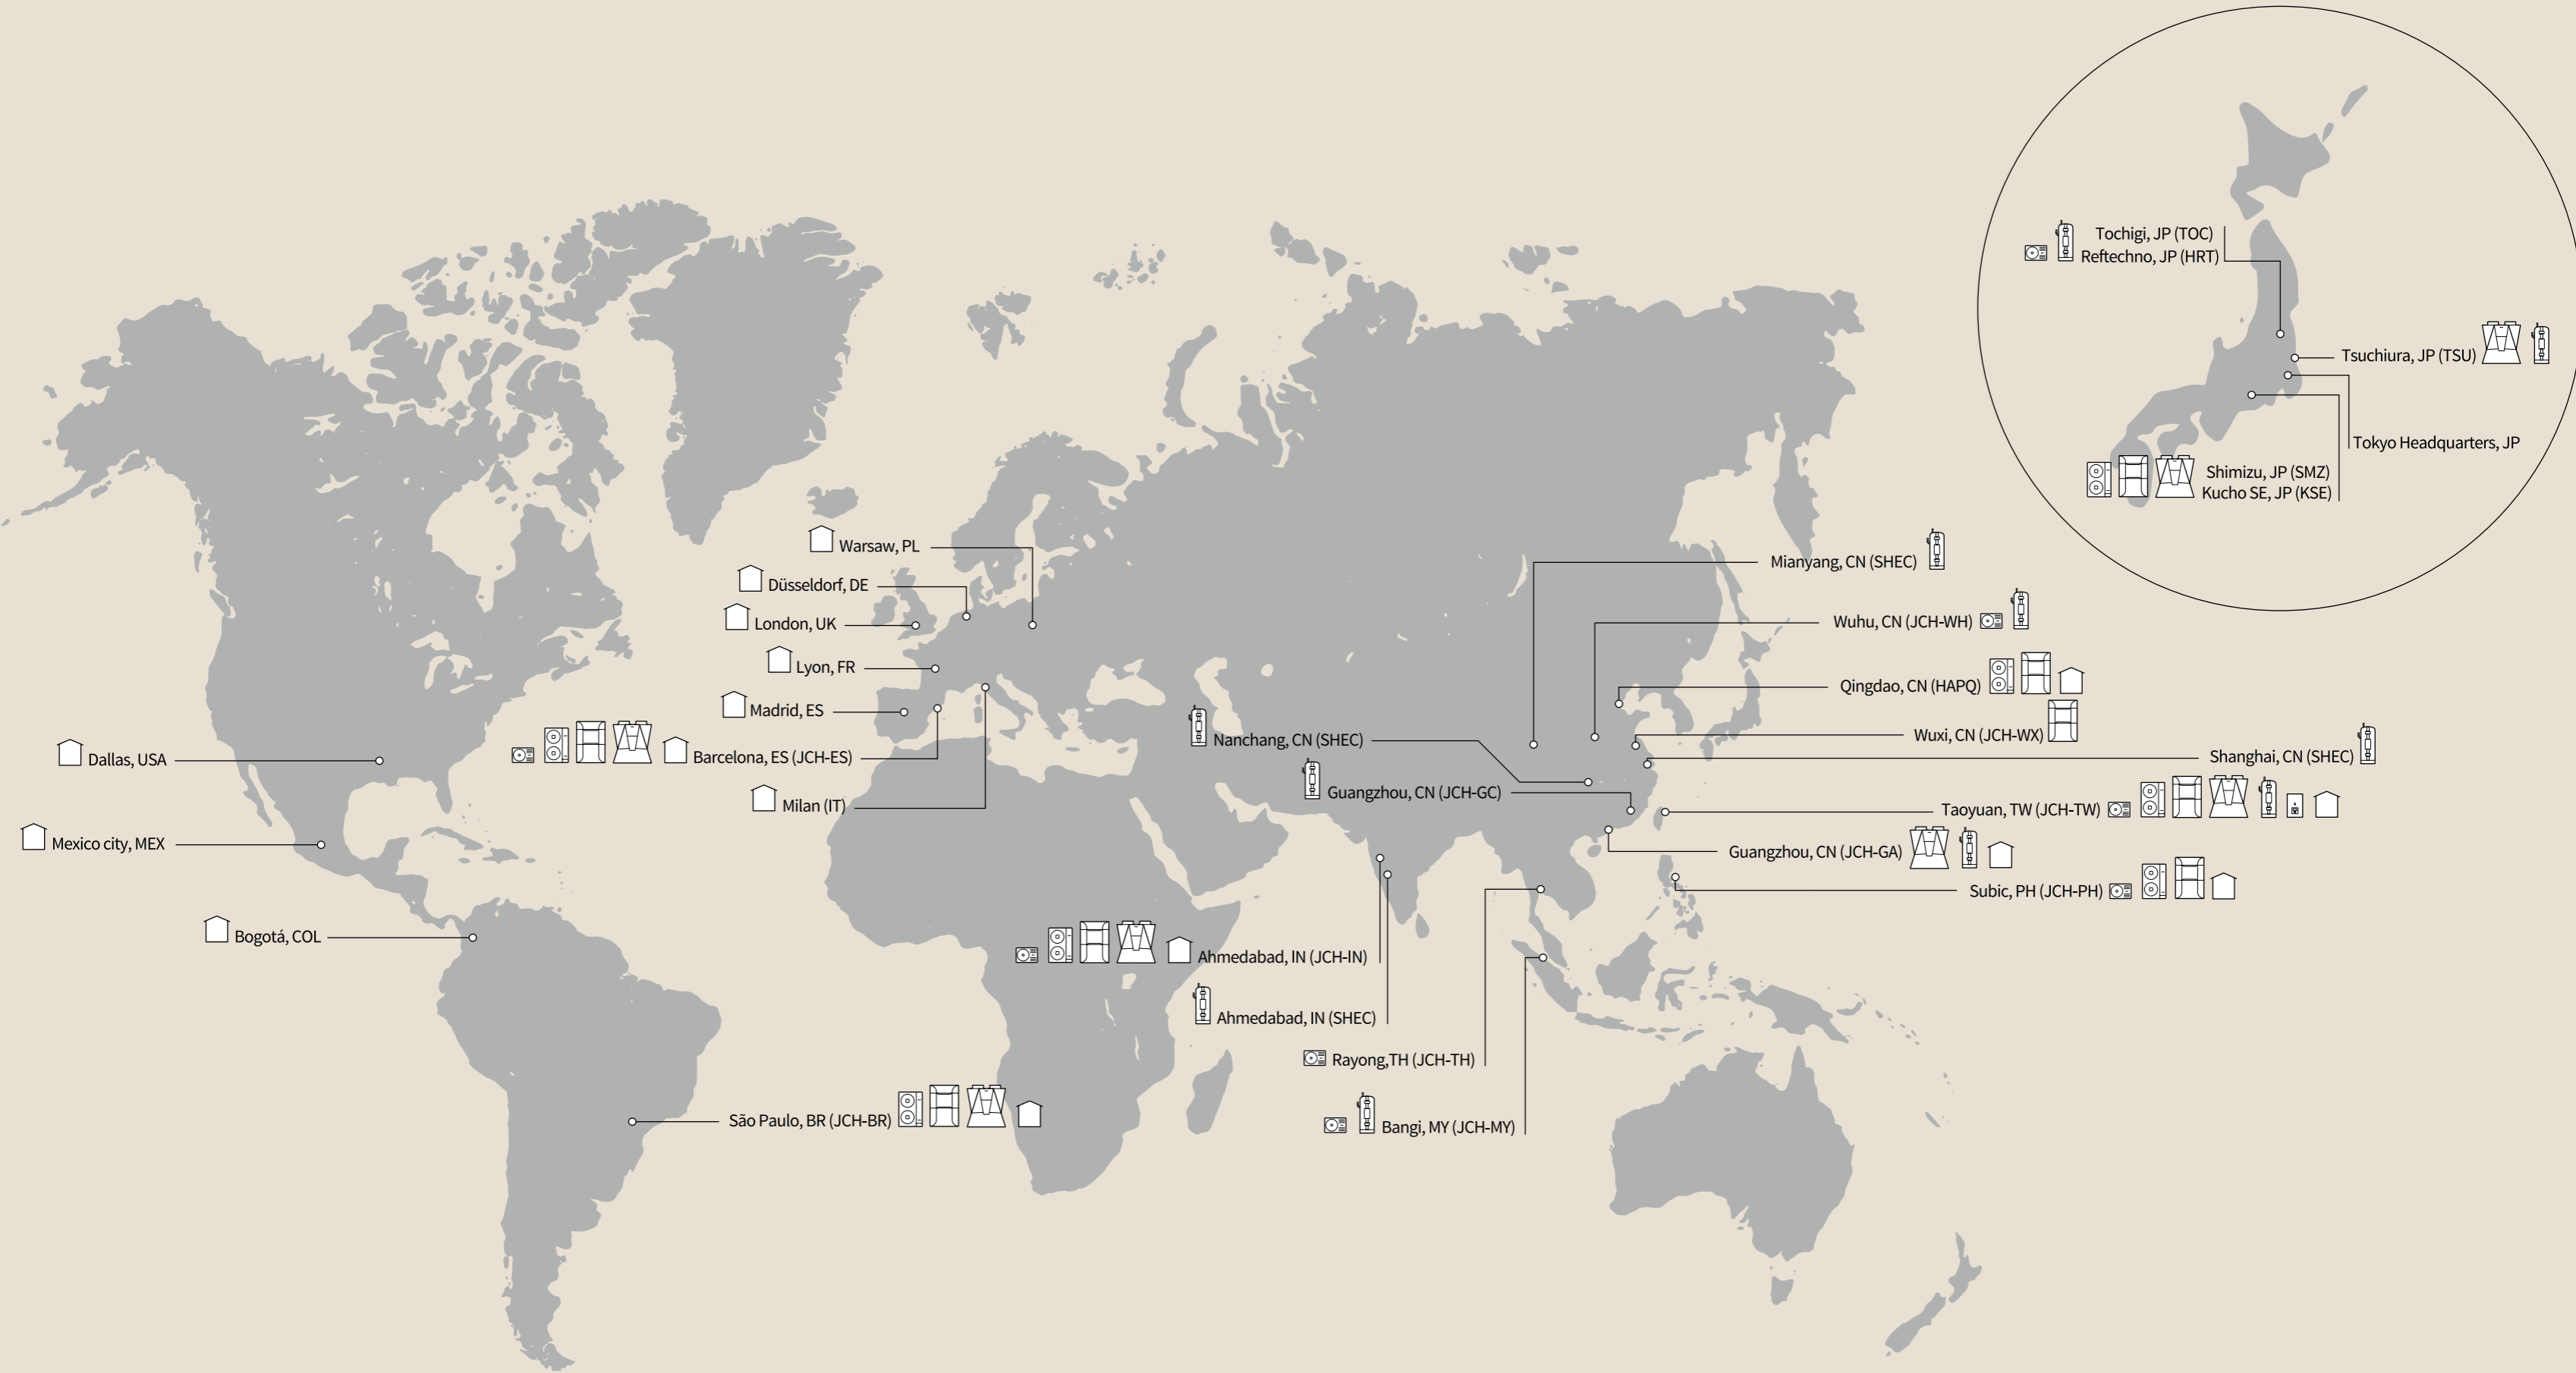 Tochigi, JP (TOC)
Reftechno, JP (HRT)
Tsuchiura, JP (TSU)
Tokyo Headquarters, JP
Shimizu, JP (SMZ)
Kucho SE, JP (KSE)
Warsaw, PL
Düsseldorf, DE
London, UK
Lyon, FR
Madrid, ES
Barcelona, ES (JCH-ES)
Milan (IT)
Dallas, USA
Mexico city, MEX
Bogotá, COL
São Paulo, BR (JCH-BR)
Mianyang, CN (SHEC)
Wuhu, CN (JCH-WH)
Qingdao, CN (HAPQ)
Wuxi, CN (JCH-WX)
Nanchang, CN (SHEC)
Shanghai, CN (SHEC)
Guangzhou, CN (JCH-GC)
Taoyuan, TW (JCH-TW)
Guangzhou, CN (JCH-GA)
Subic, PH (JCH-PH)
Ahmedabad, IN (JCH-IN)
Ahmedabad, IN (SHEC)
Rayong,TH (JCH-TH)
Bangi, MY (JCH-MY)